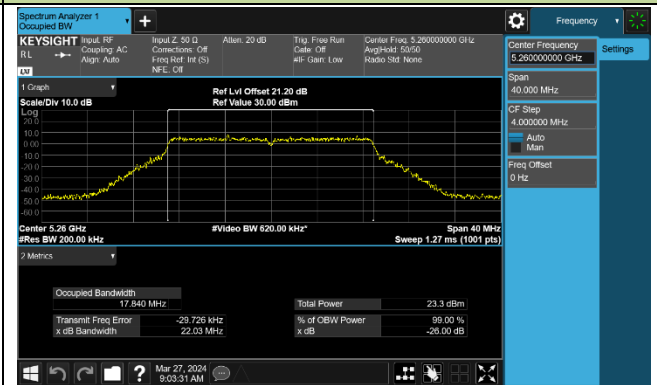 Spectrum Analyzer 1
Occupied BW
+
Frequency
KEYSIGHT
RL
LXI
Input: RF
Coupling: AC
Align: Auto
Input Z: 50 Ω
Corrections: Off
Freq Ref: Int (S)
NFE: Off
Atten: 20 dB
Trig: Free Run
Gate: Off
#IF Gain: Low
Center Freq: 5.260000000 GHz
Avg|Hold: 50/50
Radio Std: None
Center Frequency
5.260000000 GHz
Settings
Span
40.000 MHz
CF Step
4.000000 MHz
Auto
Man
Freq Offset
0 Hz
1 Graph
Scale/Div 10.0 dB
Ref Lvl Offset 21.20 dB
Ref Value 30.00 dBm
Log
20.0
10.0
0.00
-10.0
-20.0
-30.0
-40.0
-50.0
-60.0
Center 5.26 GHz
#Video BW 620.00 kHz*
Span 40 MHz
#Res BW 200.00 kHz
Sweep 1.27 ms (1001 pts)
2 Metrics
Occupied Bandwidth
17.840 MHz
Total Power 23.3 dBm
Transmit Freq Error -29.726 kHz
% of OBW Power 99.00 %
x dB Bandwidth 22.03 MHz
x dB -26.00 dB
?
Mar 27, 2024
9:03:31 AM